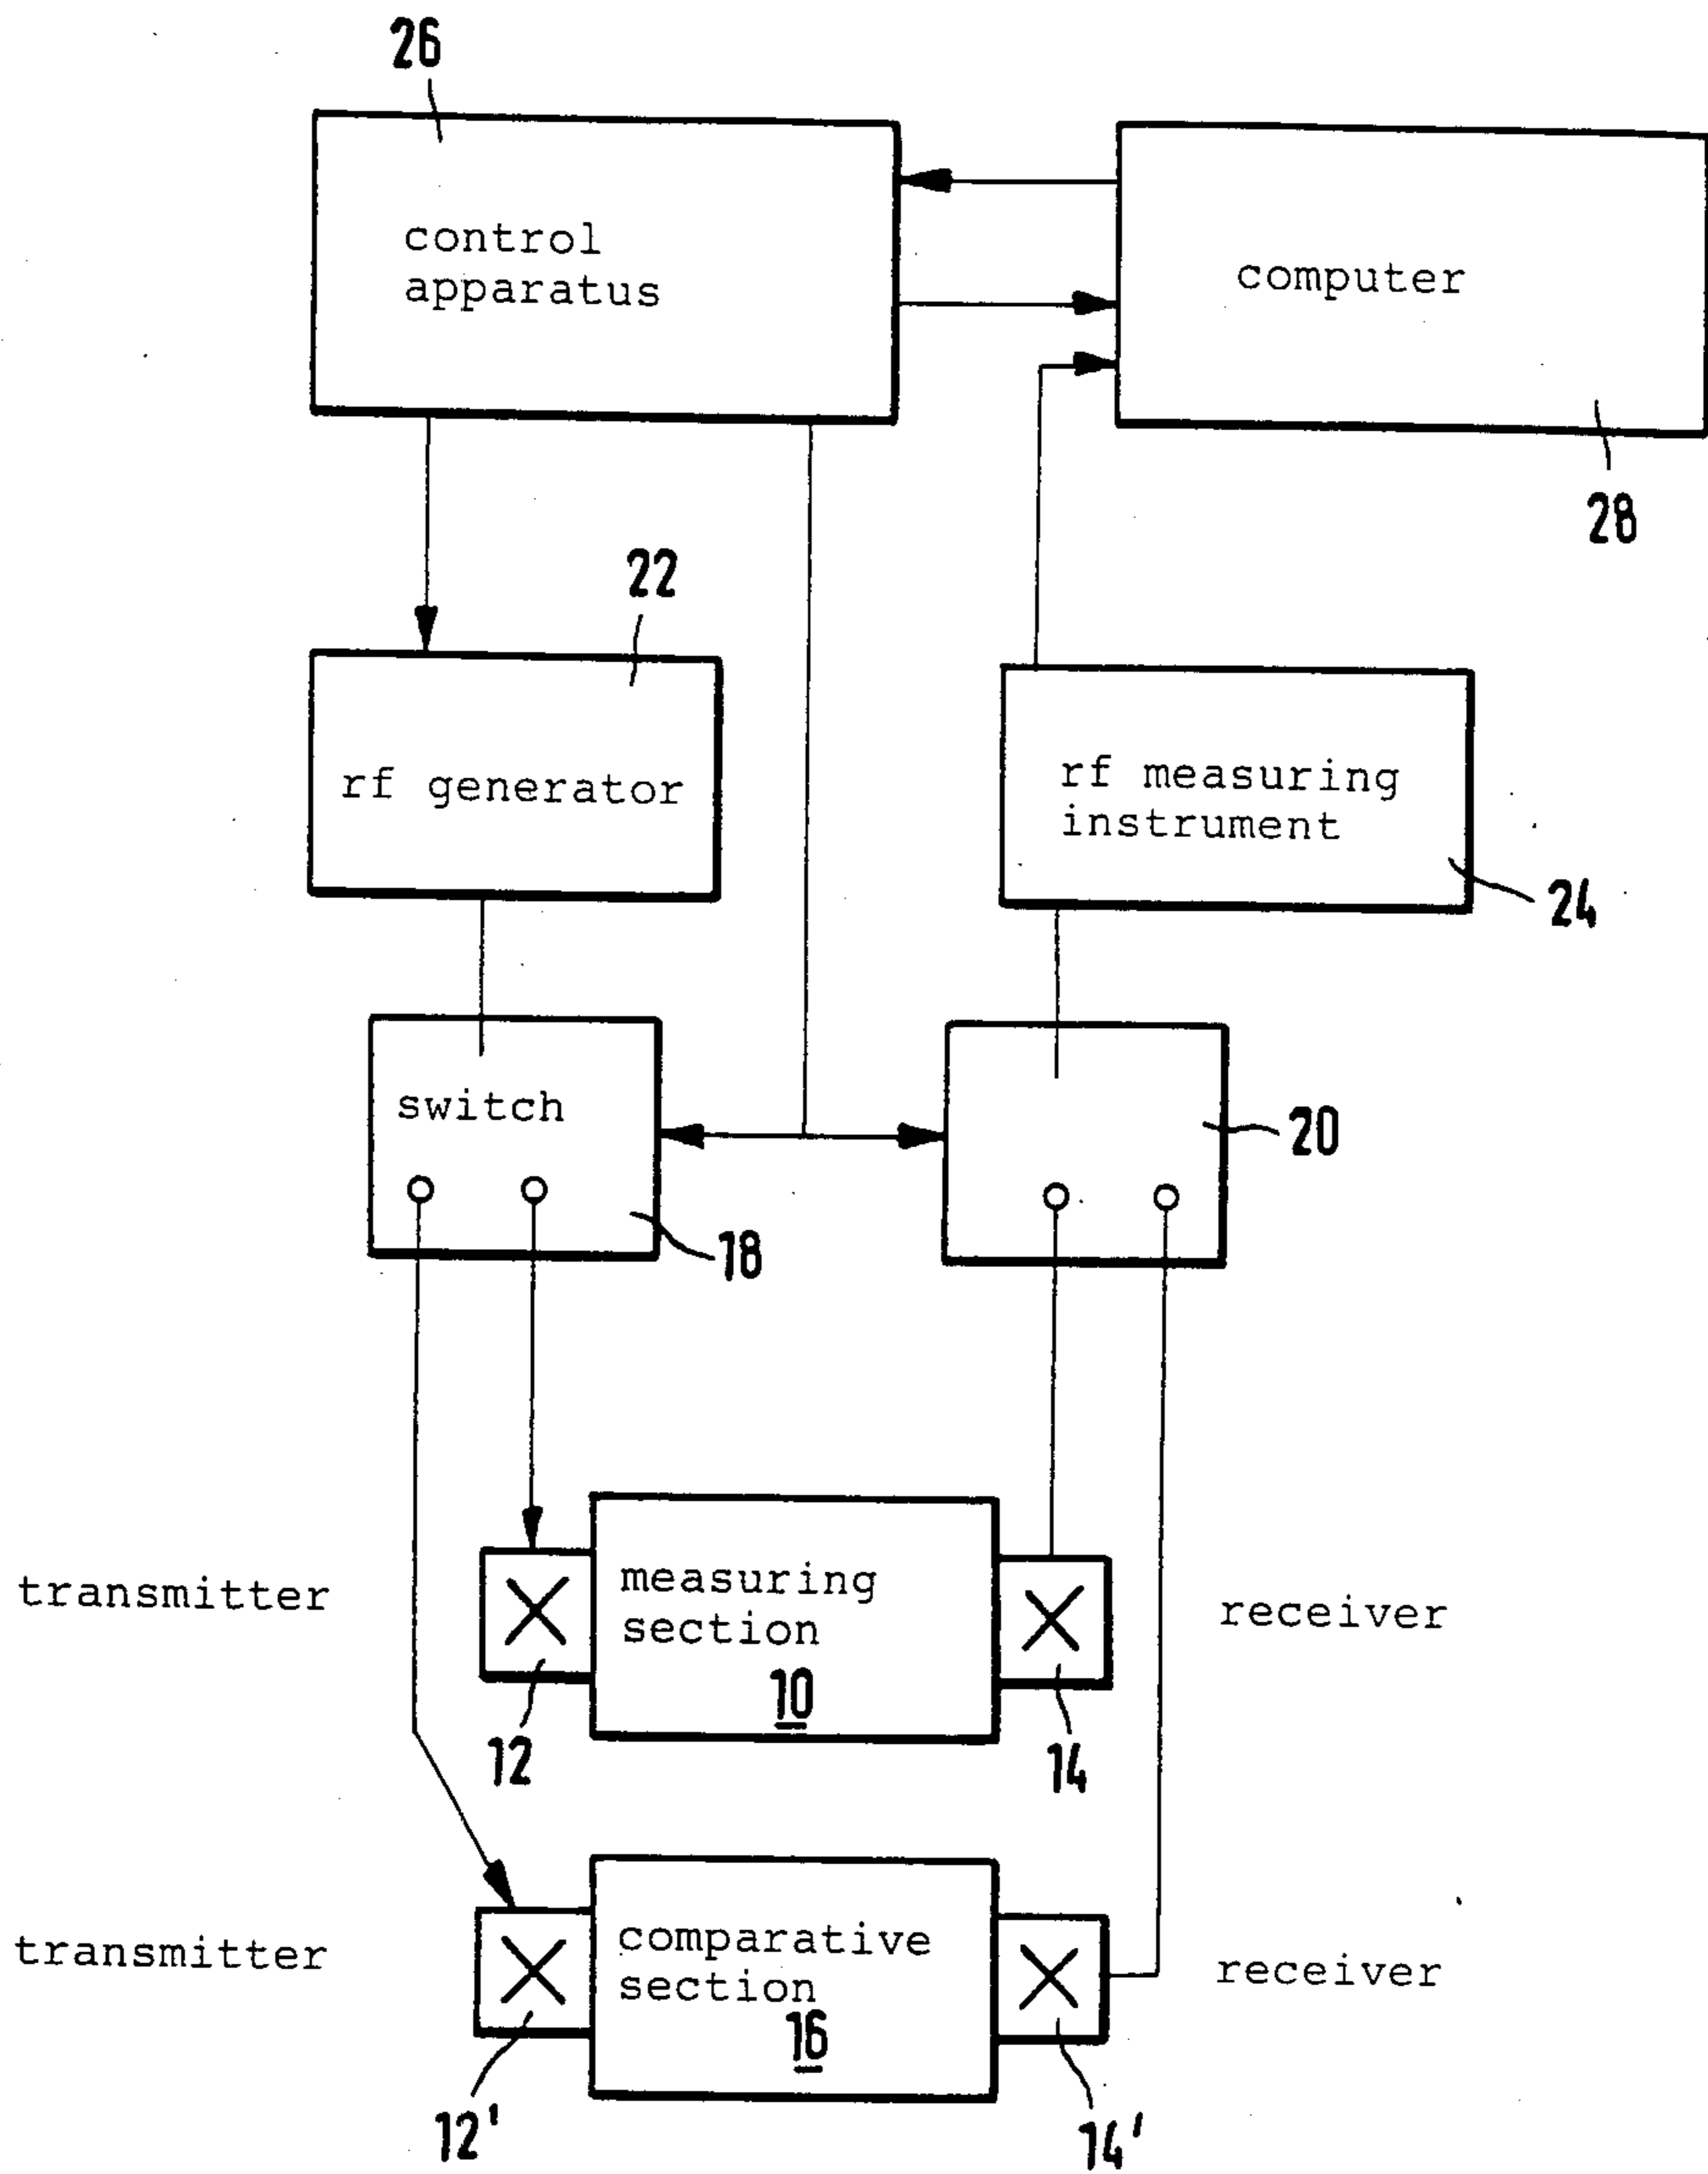 26
control
apparatus
computer
28
22
rf generator
rf measuring
instrument
24
switch
20
18
transmitter
measuring
section
10
receiver
12
14
transmitter
comparative
section
16
receiver
12'
14'